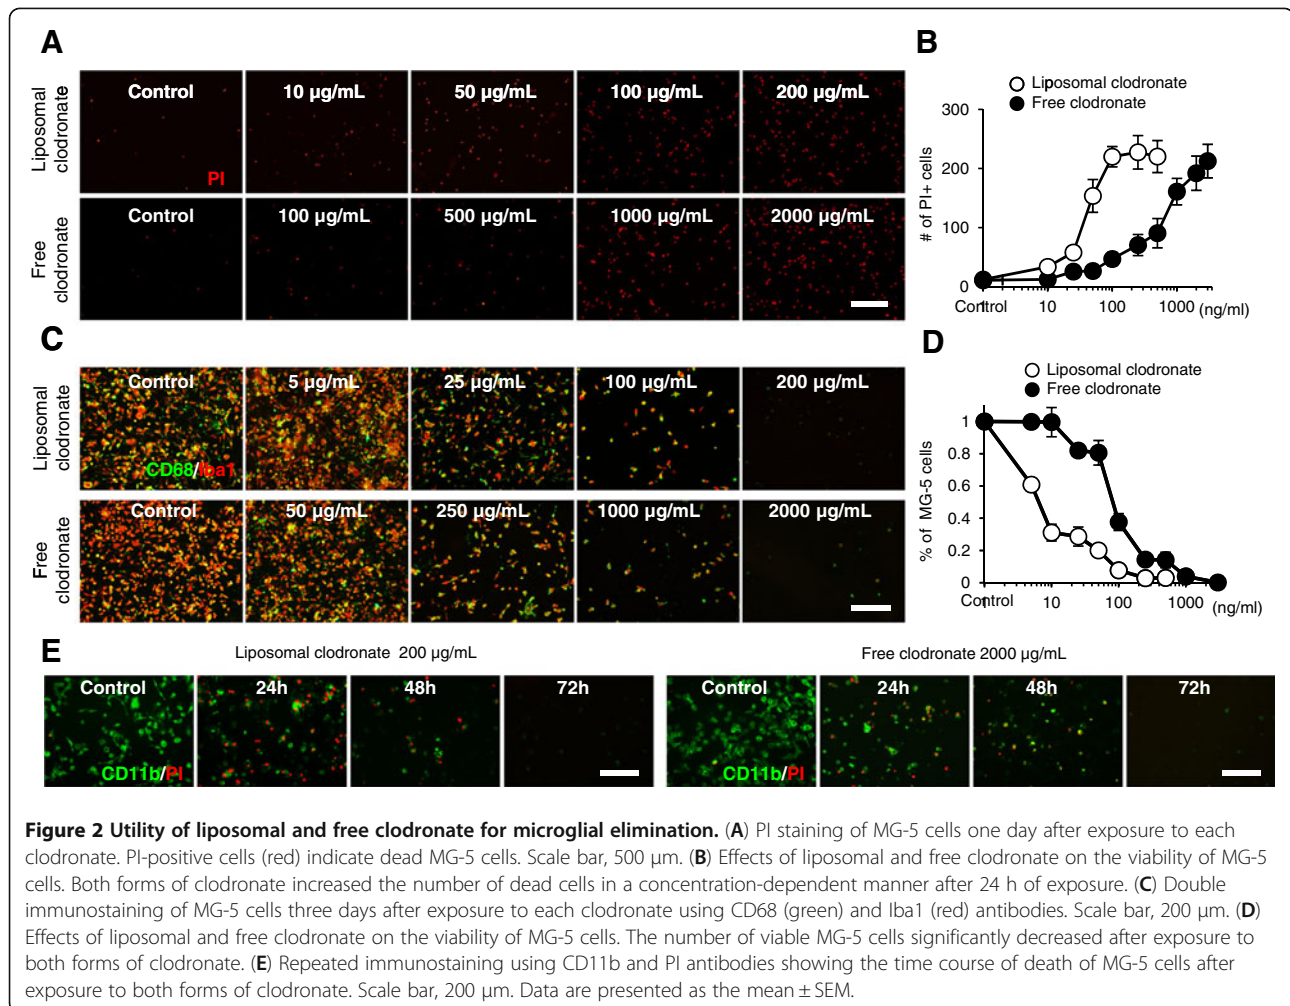 A
Liposomal
clodronate
Control
10 µg/mL
50 µg/mL
100 µg/mL
200 µg/mL
PI
Free
clodronate
Control
100 µg/mL
500 µg/mL
1000 µg/mL
2000 µg/mL
B
Liposomal clodronate
Free clodronate
# of PI+ cells
300
200
100
0
Control
10
100
1000
(ng/ml)
C
Liposomal
clodronate
Control
5 µg/mL
25 µg/mL
100 µg/mL
200 µg/mL
CD68/Iba1
Free
clodronate
Control
50 µg/mL
250 µg/mL
1000 µg/mL
2000 µg/mL
D
Liposomal clodronate
Free clodronate
% of MG-5 cells
1
0.8
0.6
0.4
0.2
0
Control
10
100
1000
(ng/ml)
E
Liposomal clodronate 200 µg/mL
Control
24h
48h
72h
CD11b/PI
Free clodronate 2000 µg/mL
Control
24h
48h
72h
CD11b/PI
Figure 2 Utility of liposomal and free clodronate for microglial elimination. (A) PI staining of MG-5 cells one day after exposure to each
clodronate. PI-positive cells (red) indicate dead MG-5 cells. Scale bar, 500 µm. (B) Effects of liposomal and free clodronate on the viability of MG-5
cells. Both forms of clodronate increased the number of dead cells in a concentration-dependent manner after 24 h of exposure. (C) Double
immunostaining of MG-5 cells three days after exposure to each clodronate using CD68 (green) and Iba1 (red) antibodies. Scale bar, 200 µm. (D)
Effects of liposomal and free clodronate on the viability of MG-5 cells. The number of viable MG-5 cells significantly decreased after exposure to
both forms of clodronate. (E) Repeated immunostaining using CD11b and PI antibodies showing the time course of death of MG-5 cells after
exposure to both forms of clodronate. Scale bar, 200 µm. Data are presented as the mean ± SEM.